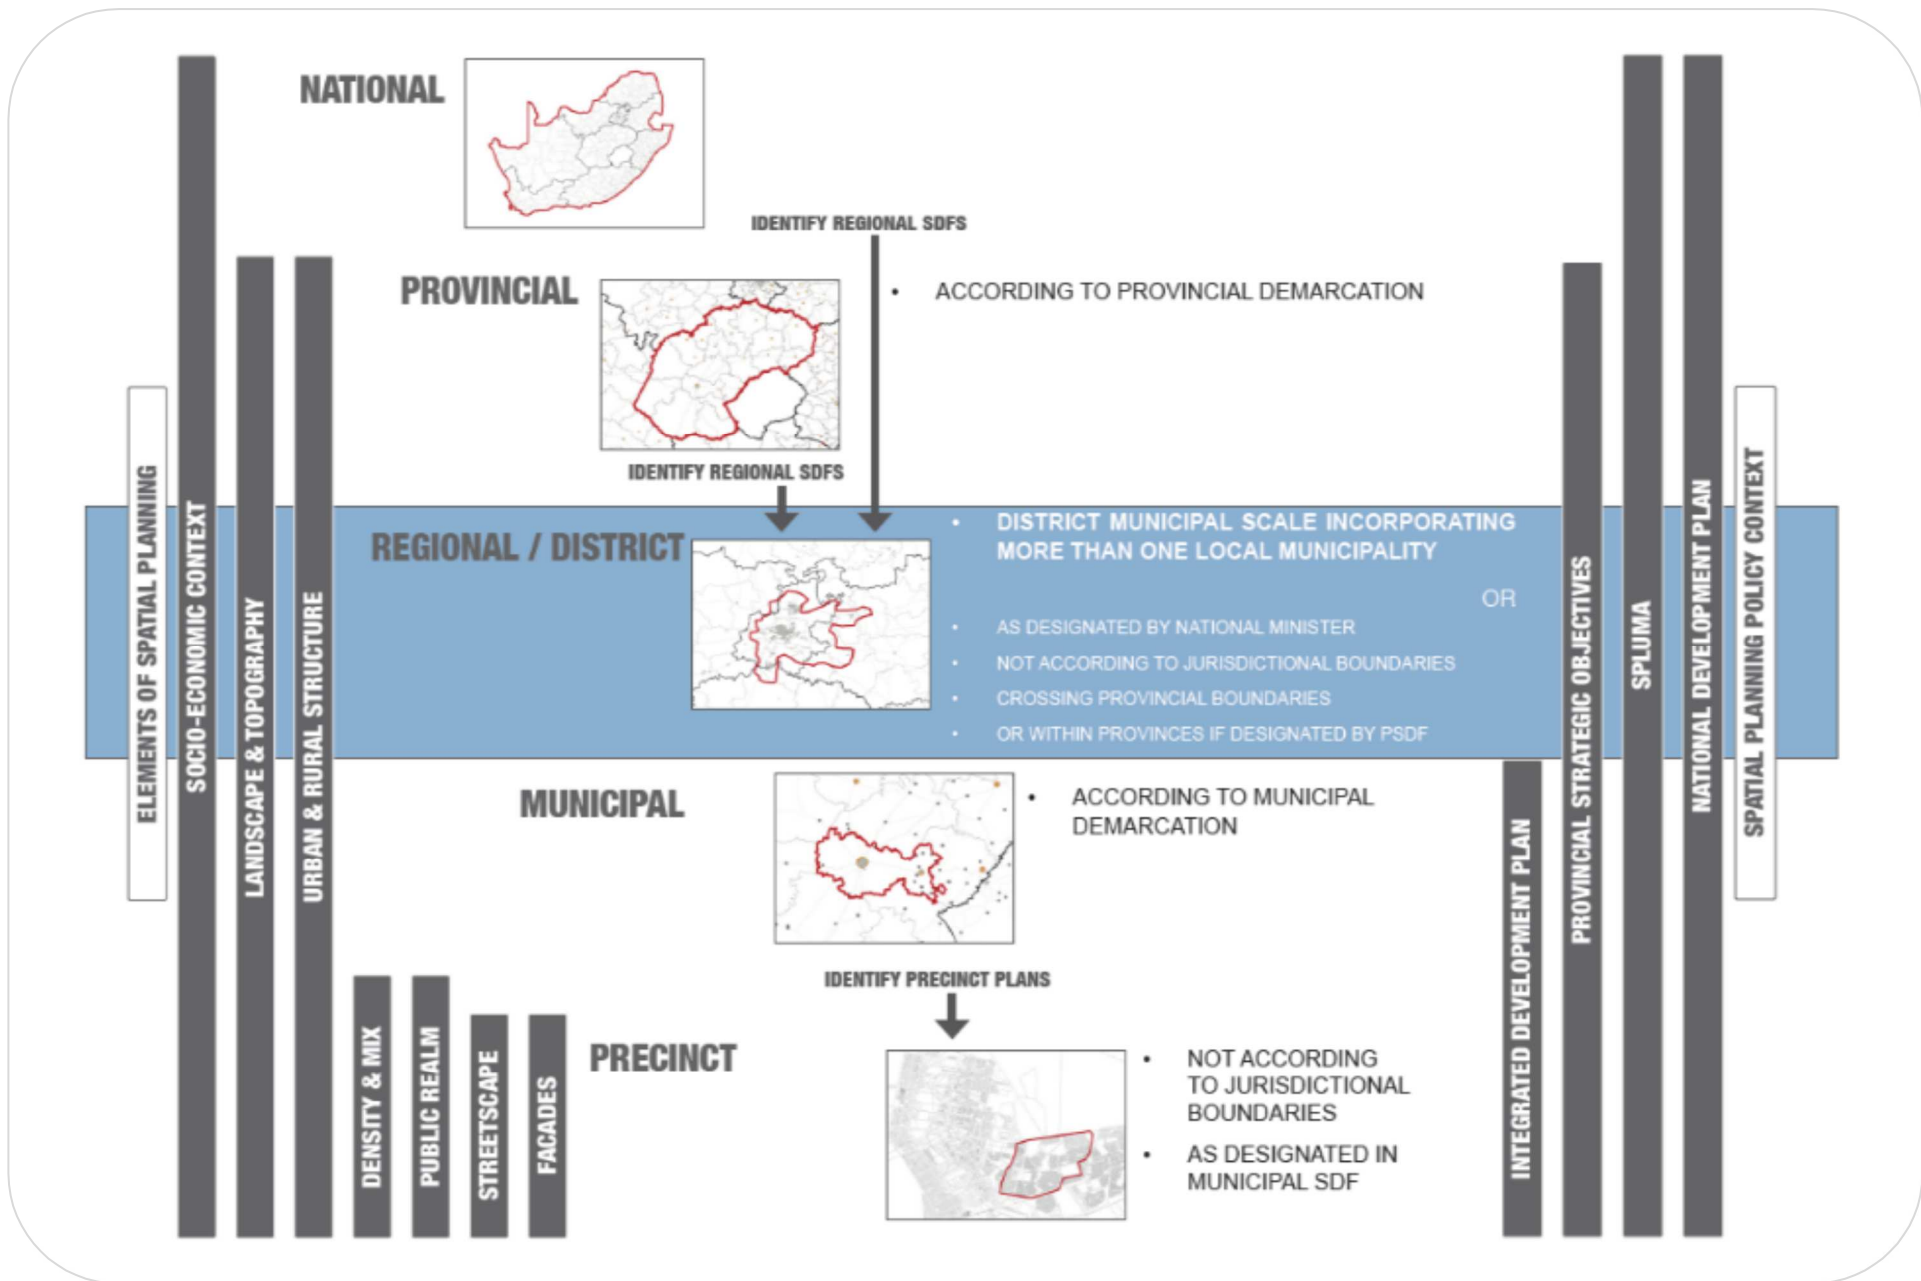 NATIONAL
IDENTIFY REGIONAL SDFS
PROVINCIAL
• ACCORDING TO PROVINCIAL DEMARCATION
IDENTIFY REGIONAL SDFS
REGIONAL / DISTRICT
• DISTRICT MUNICIPAL SCALE INCORPORATING
MORE THAN ONE LOCAL MUNICIPALITY
OR
• AS DESIGNATED BY NATIONAL MINISTER
• NOT ACCORDING TO JURISDICTIONAL BOUNDARIES
• CROSSING PROVINCIAL BOUNDARIES
• OR WITHIN PROVINCES IF DESIGNATED BY PSDF
MUNICIPAL
• ACCORDING TO MUNICIPAL
DEMARCATION
IDENTIFY PRECINCT PLANS
PRECINCT
• NOT ACCORDING
TO JURISDICTIONAL
BOUNDARIES
• AS DESIGNATED IN
MUNICIPAL SDF
ELEMENTS OF SPATIAL PLANNING
SOCIO-ECONOMIC CONTEXT
LANDSCAPE & TOPOGRAPHY
URBAN & RURAL STRUCTURE
DENSITY & MIX
PUBLIC REALM
STREETSCAPE
FACADES
INTEGRATED DEVELOPMENT PLAN
PROVINCIAL STRATEGIC OBJECTIVES
SPLUMA
NATIONAL DEVELOPMENT PLAN
SPATIAL PLANNING POLICY CONTEXT